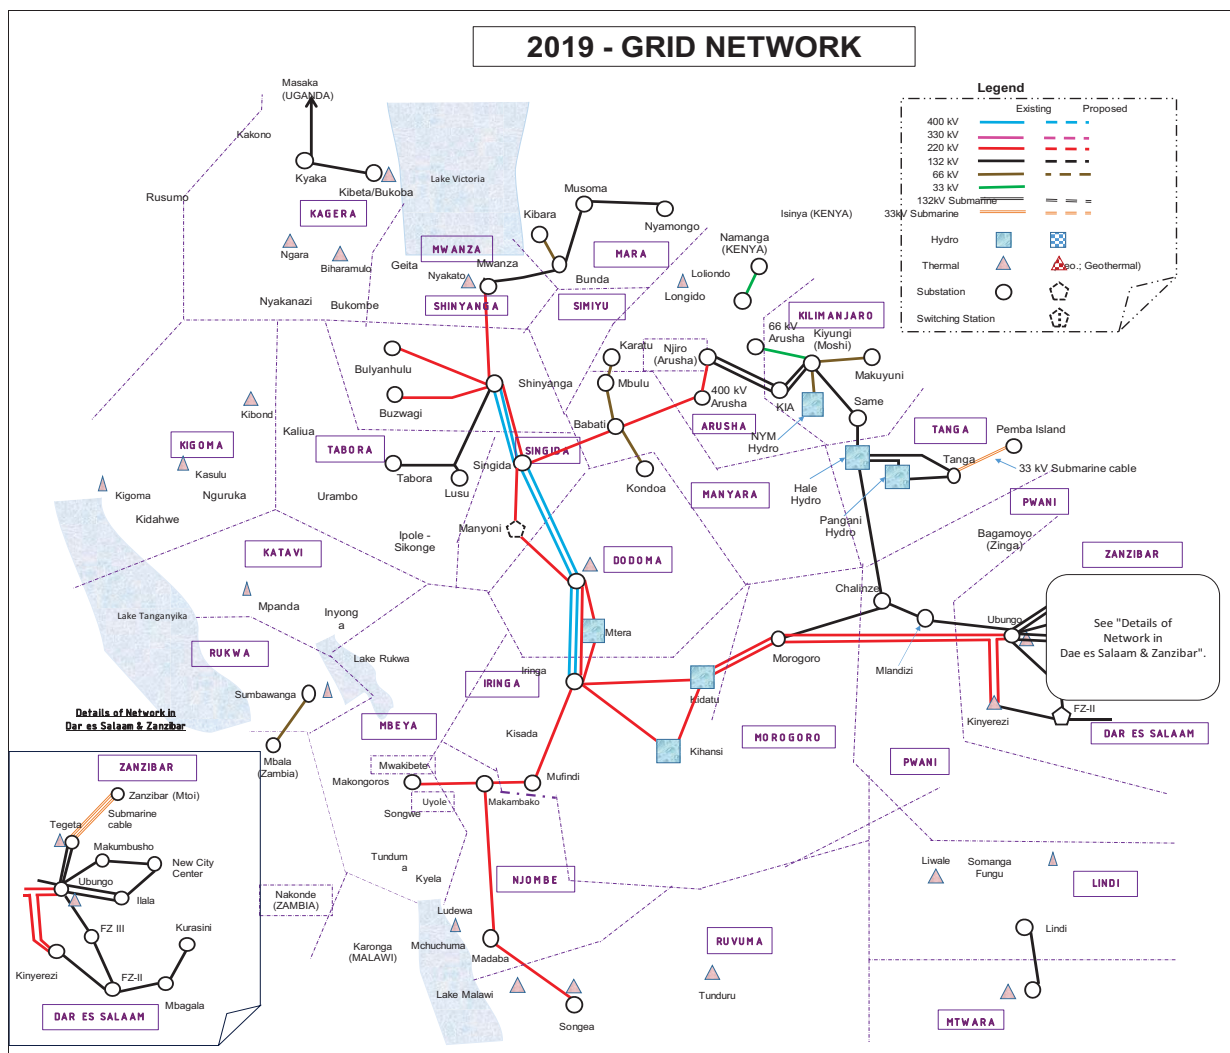 2019 - GRID NETWORK
Legend
Existing
Proposed
400 kV
330 kV
220 kV
132 kV
66 kV
33 kV
132kV Submarine
33kV Submarine
Hydro
Thermal
eo.; Geothermal)
Substation
Switching Station
Masaka
(UGANDA)
Kakono
Kyaka
Kibeta/Bukoba
Rusumo
KAGERA
Ngara
Biharamulo
Geita
Nyakanazi
Bukombe
Lake Victoria
MWANZA
Nyakato
Mwanza
SHINYANGA
Musoma
Kibara
Nyamongo
MARA
Bunda
SIMIYU
Isinya (KENYA)
Namanga
(KENYA)
Loliondo
Longido
KILIMANJARO
66 kV
Arusha
Kiyungi
(Moshi)
Makuyuni
Njiro
(Arusha)
KIA
400 kV
Arusha
Same
ARUSHA
NYM
Hydro
TANGA
Pemba Island
Tanga
33 kV Submarine cable
Hale
Hydro
Pangani
Hydro
PWANI
Bagamoyo
(Zinga)
ZANZIBAR
Karatu
Mbulu
Babati
Kondoa
MANYARA
Bulyanhulu
Shinyanga
Buzwagi
Kibond
Kaliua
KIGOMA
Kasulu
Kigoma
Nguruka
Kidahwe
TABORA
Tabora
Lusu
Urambo
Ipole -
Sikonge
SINGIDA
Singida
Manyoni
DODOMA
KATAVI
Mpanda
Inyong
a
Lake Tanganyika
RUKWA
Lake Rukwa
Sumbawanga
Mbala
(Zambia)
Mtera
Iringa
IRINGA
Kidatu
Kihansi
Morogoro
MOROGORO
Chalinze
Mlandizi
Ubungo
See "Details of
Network in
Dae es Salaam & Zanzibar".
Kinyerezi
FZ-II
DAR ES SALAAM
PWANI
MBEYA
Kisada
Mwakibete
Makongoros
Uyole
Songwe
Makambako
Mufindi
Tundum
a
Kyela
Nakonde
(ZAMBIA)
NJOMBE
Ludewa
Mchuchuma
Karonga
(MALAWI)
Madaba
Lake Malawi
Songea
RUVUMA
Tunduru
Liwale
Somanga
Fungu
LINDI
Lindi
MTWARA
Details of Network in
Dar es Salaam & Zanzibar
ZANZIBAR
Zanzibar (Mtoi)
Submarine
cable
Tegeta
Makumbusho
New City
Center
Ubungo
Ilala
FZ III
Kurasini
Kinyerezi
FZ-II
Mbagala
DAR ES SALAAM